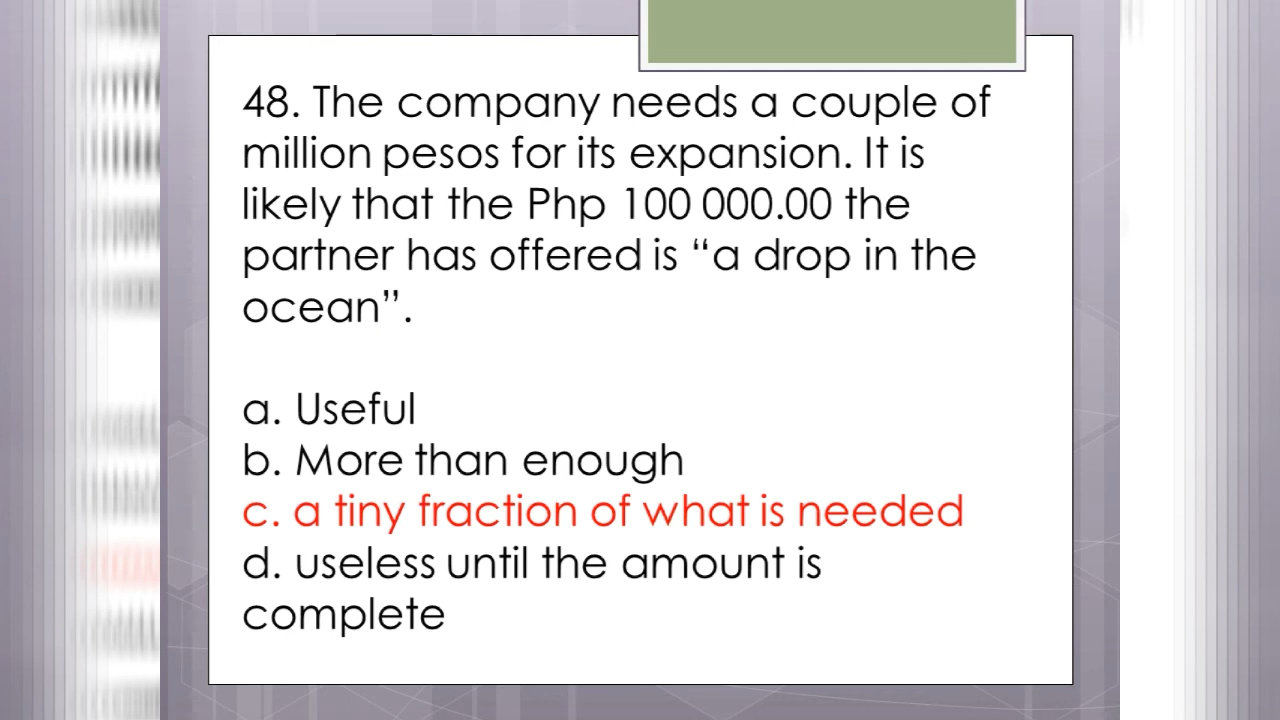 48. The company needs a couple of
million pesos for its expansion. It is
likely that the Php 100 000.00 the
partner has offered is “a drop in the
ocean”.
a. Useful
b. More than enough
c. a tiny fraction of what is needed
d. useless until the amount is
complete